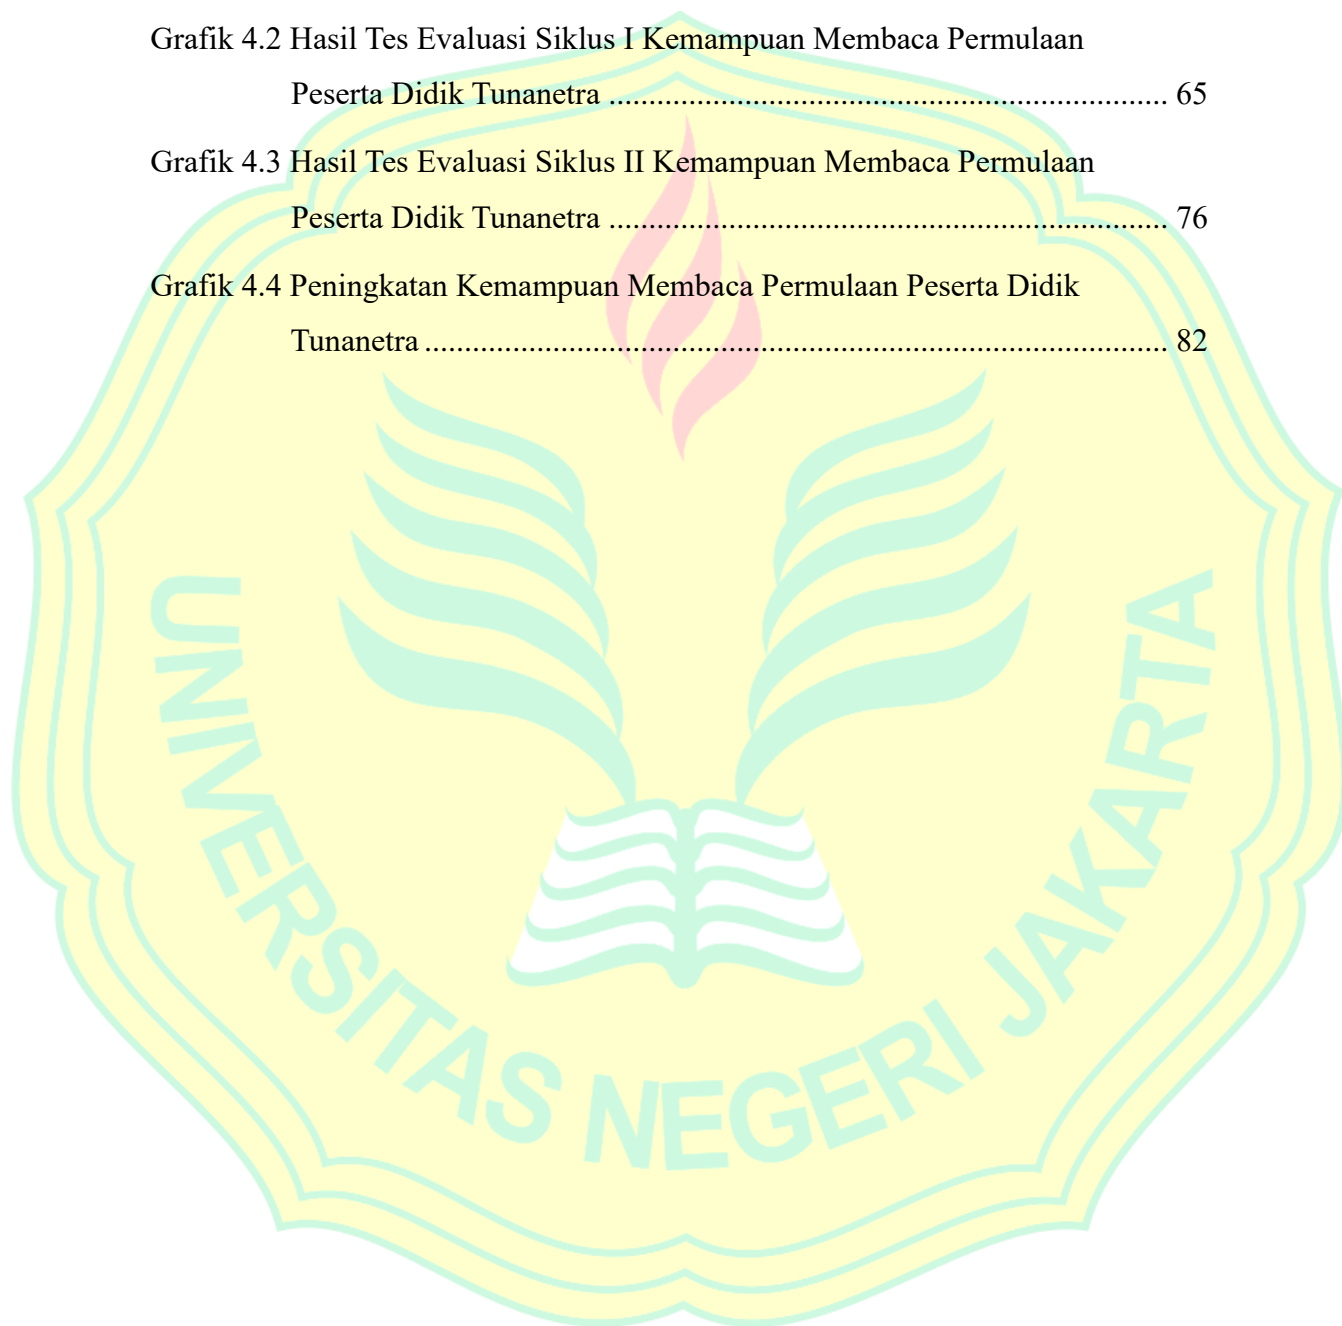 Grafik 4.2 Hasil Tes Evaluasi Siklus I Kemampuan Membaca Permulaan
Peserta Didik Tunanetra ...................................................................... 65
Grafik 4.3 Hasil Tes Evaluasi Siklus II Kemampuan Membaca Permulaan
Peserta Didik Tunanetra ...................................................................... 76
Grafik 4.4 Peningkatan Kemampuan Membaca Permulaan Peserta Didik
Tunanetra ............................................................................................. 82
UNIVERSITAS NEGERI JAKARTA